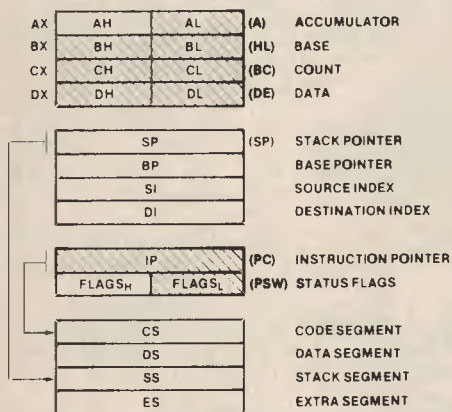 AX AH AL (A) ACCUMULATOR
BX BH BL (HL) BASE
CX CH CL (BC) COUNT
DX DH DL (DE) DATA
SP (SP) STACK POINTER
BP BASE POINTER
SI SOURCE INDEX
DI DESTINATION INDEX
IP (PC) INSTRUCTION POINTER
FLAGSH FLAGSL (PSW) STATUS FLAGS
CS CODE SEGMENT
DS DATA SEGMENT
SS STACK SEGMENT
ES EXTRA SEGMENT